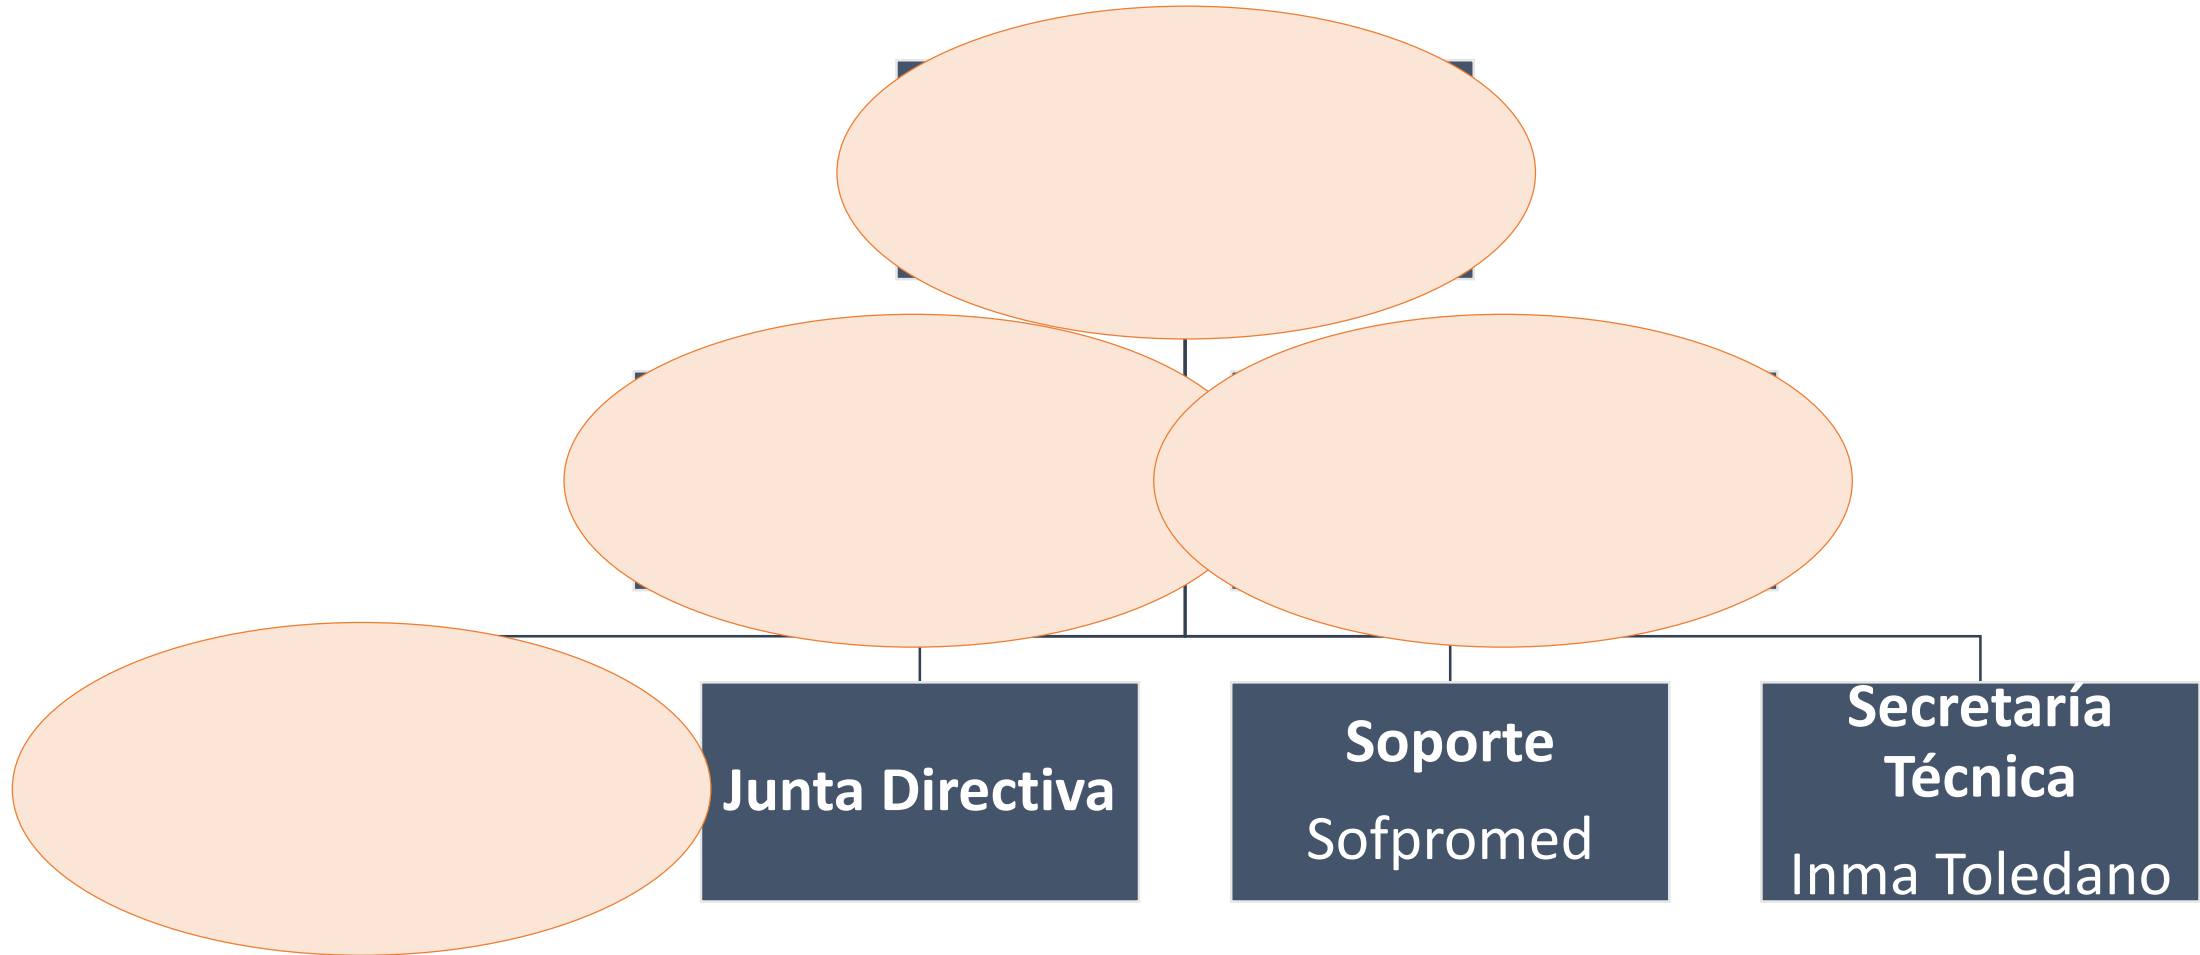 Junta Directiva
Soporte
Sofpromed
Secretaría
Técnica
Inma Toledano